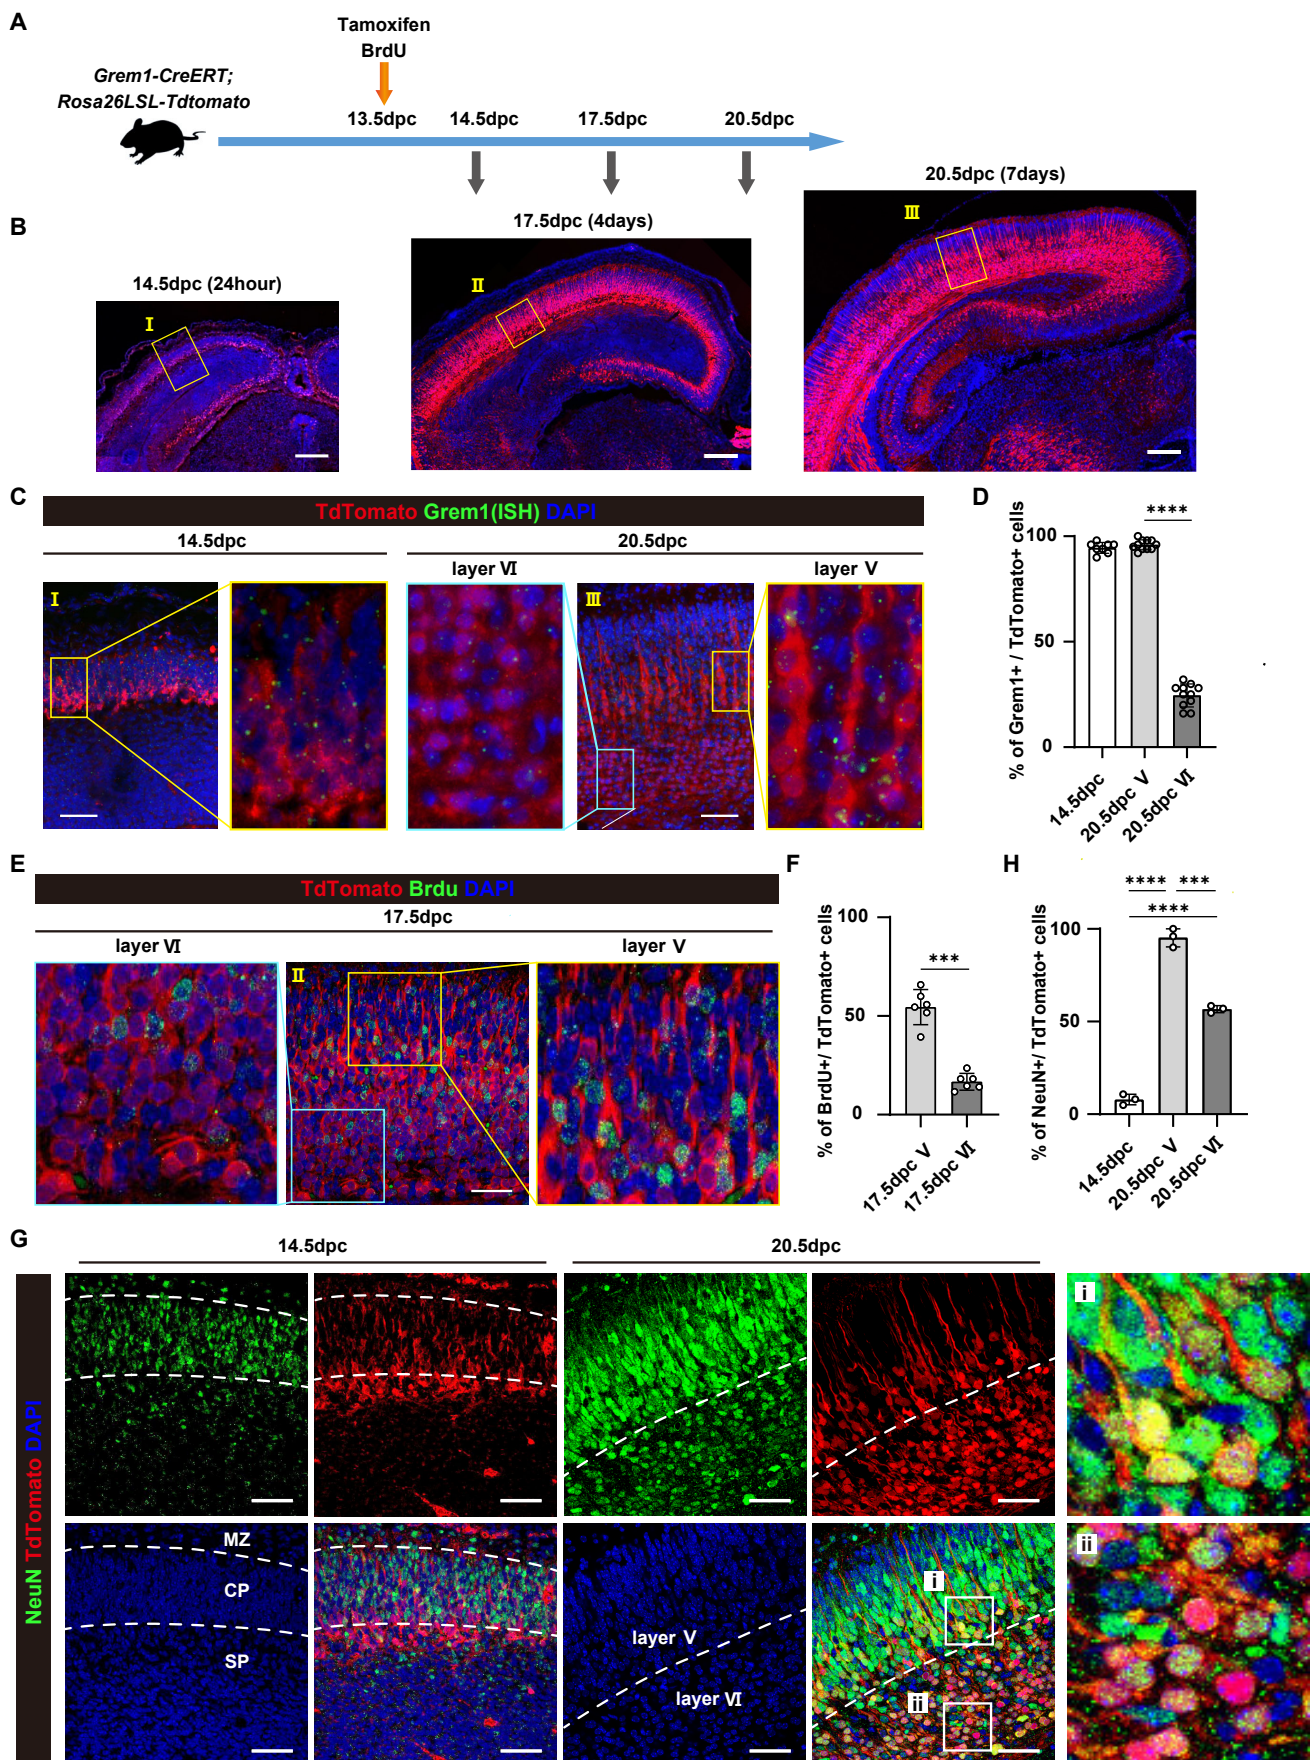 A
Tamoxifen
BrdU
Grem1-CreERT;
Rosa26LSL-Tdtomato
13.5dpc
14.5dpc
17.5dpc
20.5dpc
B
14.5dpc (24hour)
17.5dpc (4days)
20.5dpc (7days)
I
II
III
C
TdTomato Grem1(ISH) DAPI
14.5dpc
20.5dpc
layer VI
layer V
I
III
D
% of Grem1+ / TdTomato+ cells
100
50
0
****
14.5dpc
20.5dpc V
20.5dpc VI
E
TdTomato Brdu DAPI
17.5dpc
layer VI
layer V
II
F
% of BrdU+/ TdTomato+ cells
100
50
0
***
17.5dpc V
17.5dpc VI
H
% of NeuN+/ TdTomato+ cells
100
50
0
**** ***
****
14.5dpc
20.5dpc V
20.5dpc VI
G
14.5dpc
20.5dpc
NeuN TdTomato DAPI
MZ
CP
SP
layer V
layer VI
i
ii
i
ii